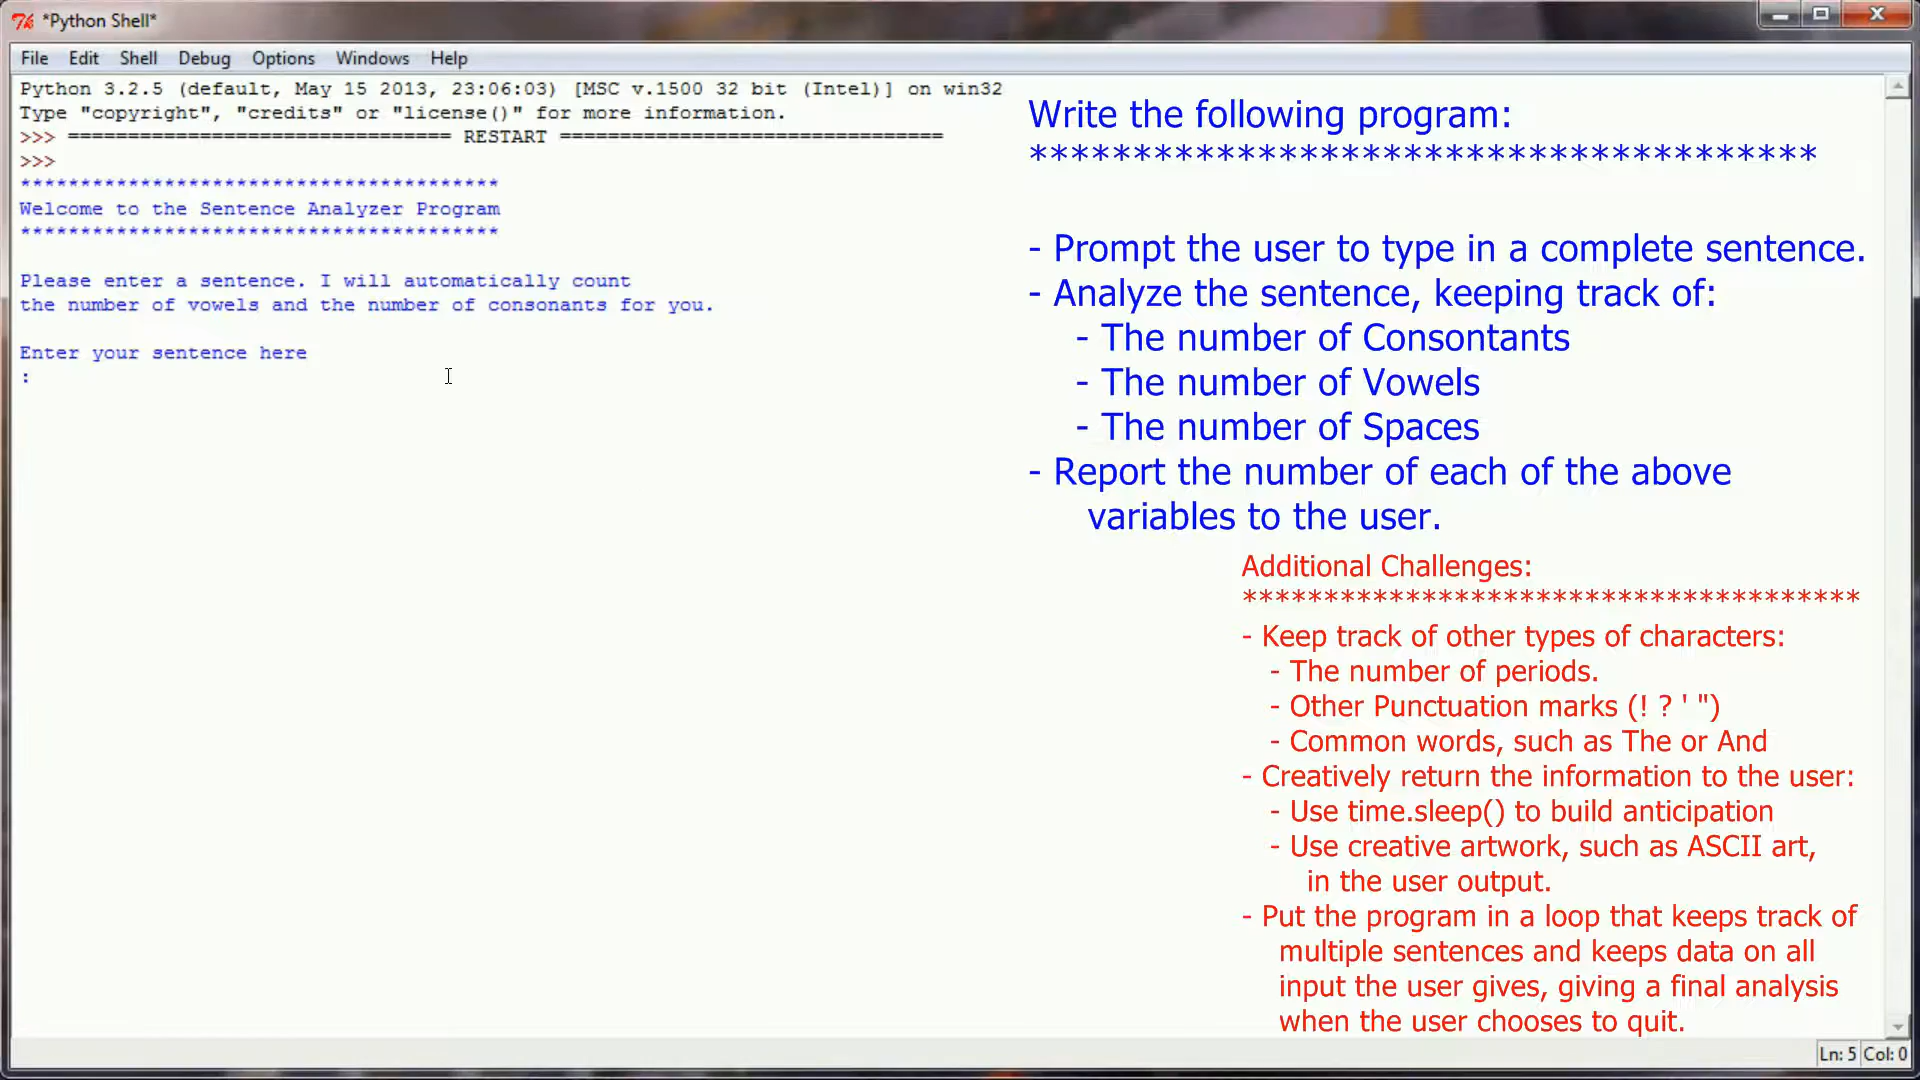 *Python Shell*
File Edit Shell Debug Options Windows Help
Python 3.2.5 (default, May 15 2013, 23:06:03) [MSC v.1500 32 bit (Intel)] on win32
Type "copyright", "credits" or "license()" for more information.
>>> ================================ RESTART ================================
>>>
****************************************
Welcome to the Sentence Analyzer Program
****************************************
Please enter a sentence. I will automatically count
the number of vowels and the number of consonants for you.
Enter your sentence here
:
Write the following program:
**************************************
- Prompt the user to type in a complete sentence.
- Analyze the sentence, keeping track of:
- The number of Consontants
- The number of Vowels
- The number of Spaces
- Report the number of each of the above
variables to the user.
Additional Challenges:
**************************************
- Keep track of other types of characters:
- The number of periods.
- Other Punctuation marks (! ? ' ")
- Common words, such as The or And
- Creatively return the information to the user:
- Use time.sleep() to build anticipation
- Use creative artwork, such as ASCII art,
in the user output.
- Put the program in a loop that keeps track of
multiple sentences and keeps data on all
input the user gives, giving a final analysis
when the user chooses to quit.
Ln: 5 Col: 0